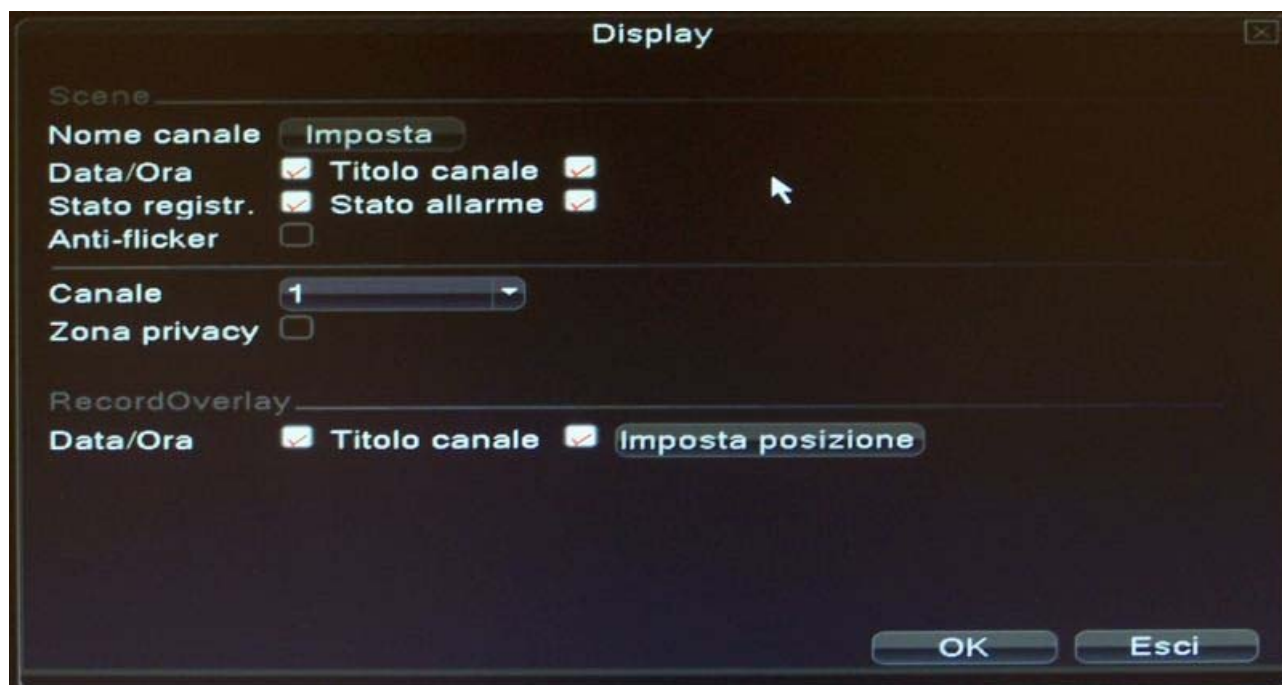 Display
Scene
Nome canale Imposta
Data/Ora Titolo canale
Stato registr. Stato allarme
Anti-flicker
Canale 1
Zona privacy
RecordOverlay
Data/Ora Titolo canale Imposta posizione
OK Esci